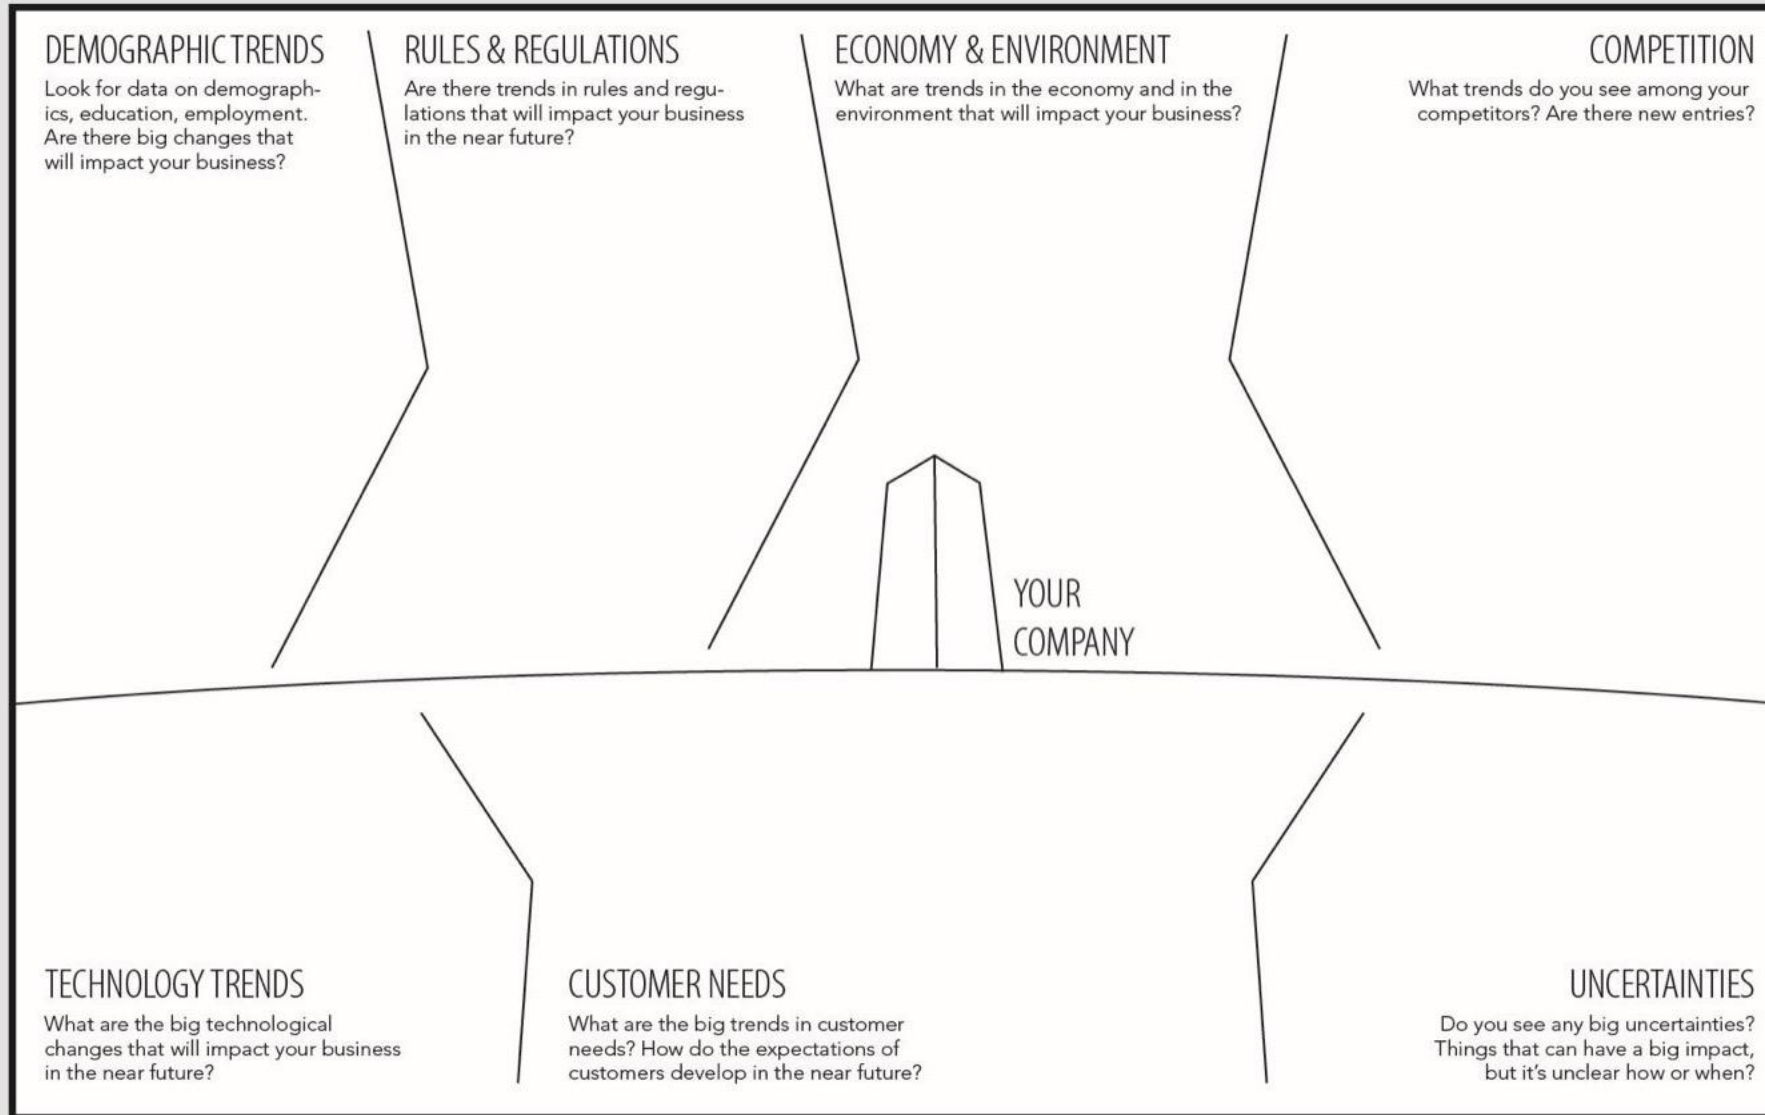 DEMOGRAPHIC TRENDS
Look for data on demograph-
ics, education, employment.
Are there big changes that
will impact your business?
RULES & REGULATIONS
Are there trends in rules and regu-
lations that will impact your business
in the near future?
ECONOMY & ENVIRONMENT
What are trends in the economy and in the
environment that will impact your business?
COMPETITION
What trends do you see among your
competitors? Are there new entries?
YOUR
COMPANY
TECHNOLOGY TRENDS
What are the big technological
changes that will impact your business
in the near future?
CUSTOMER NEEDS
What are the big trends in customer
needs? How do the expectations of
customers develop in the near future?
UNCERTAINTIES
Do you see any big uncertainties?
Things that can have a big impact,
but it's unclear how or when?